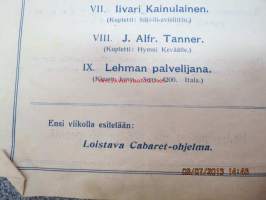 VII. Iivari Kainulainen.
VIII. J. Alfr. Tanner.
(Kupletti: Hymni Keväälle.)
IX. Lehman palvelijana.
Ensi viikolla esitetään:
Loistava Cabaret-ohjelma.